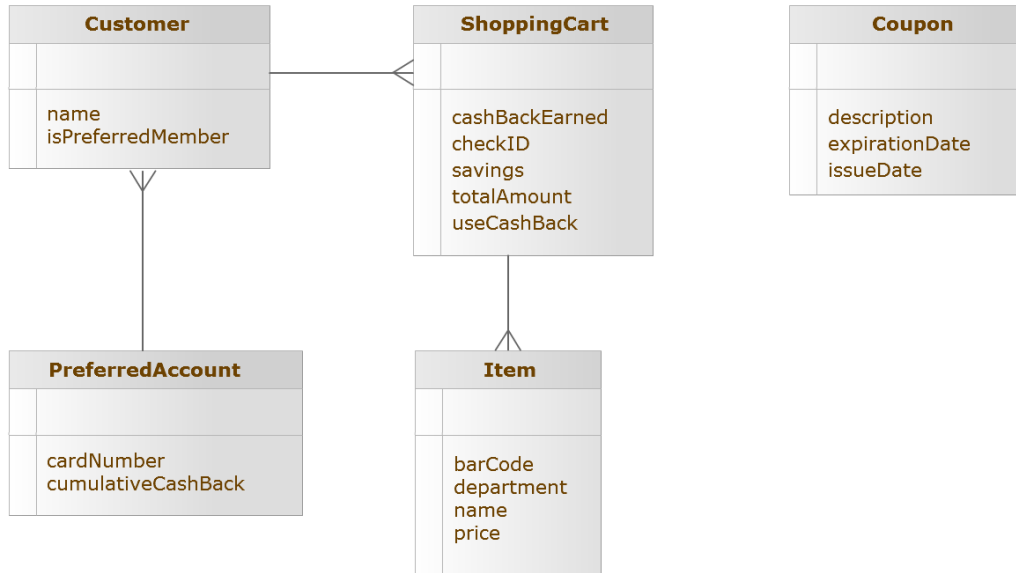 Customer
name
isPreferredMember
ShoppingCart
cashBackEarned
checkID
savings
totalAmount
useCashBack
Coupon
description
expirationDate
issueDate
PreferredAccount
cardNumber
cumulativeCashBack
Item
barCode
department
name
price